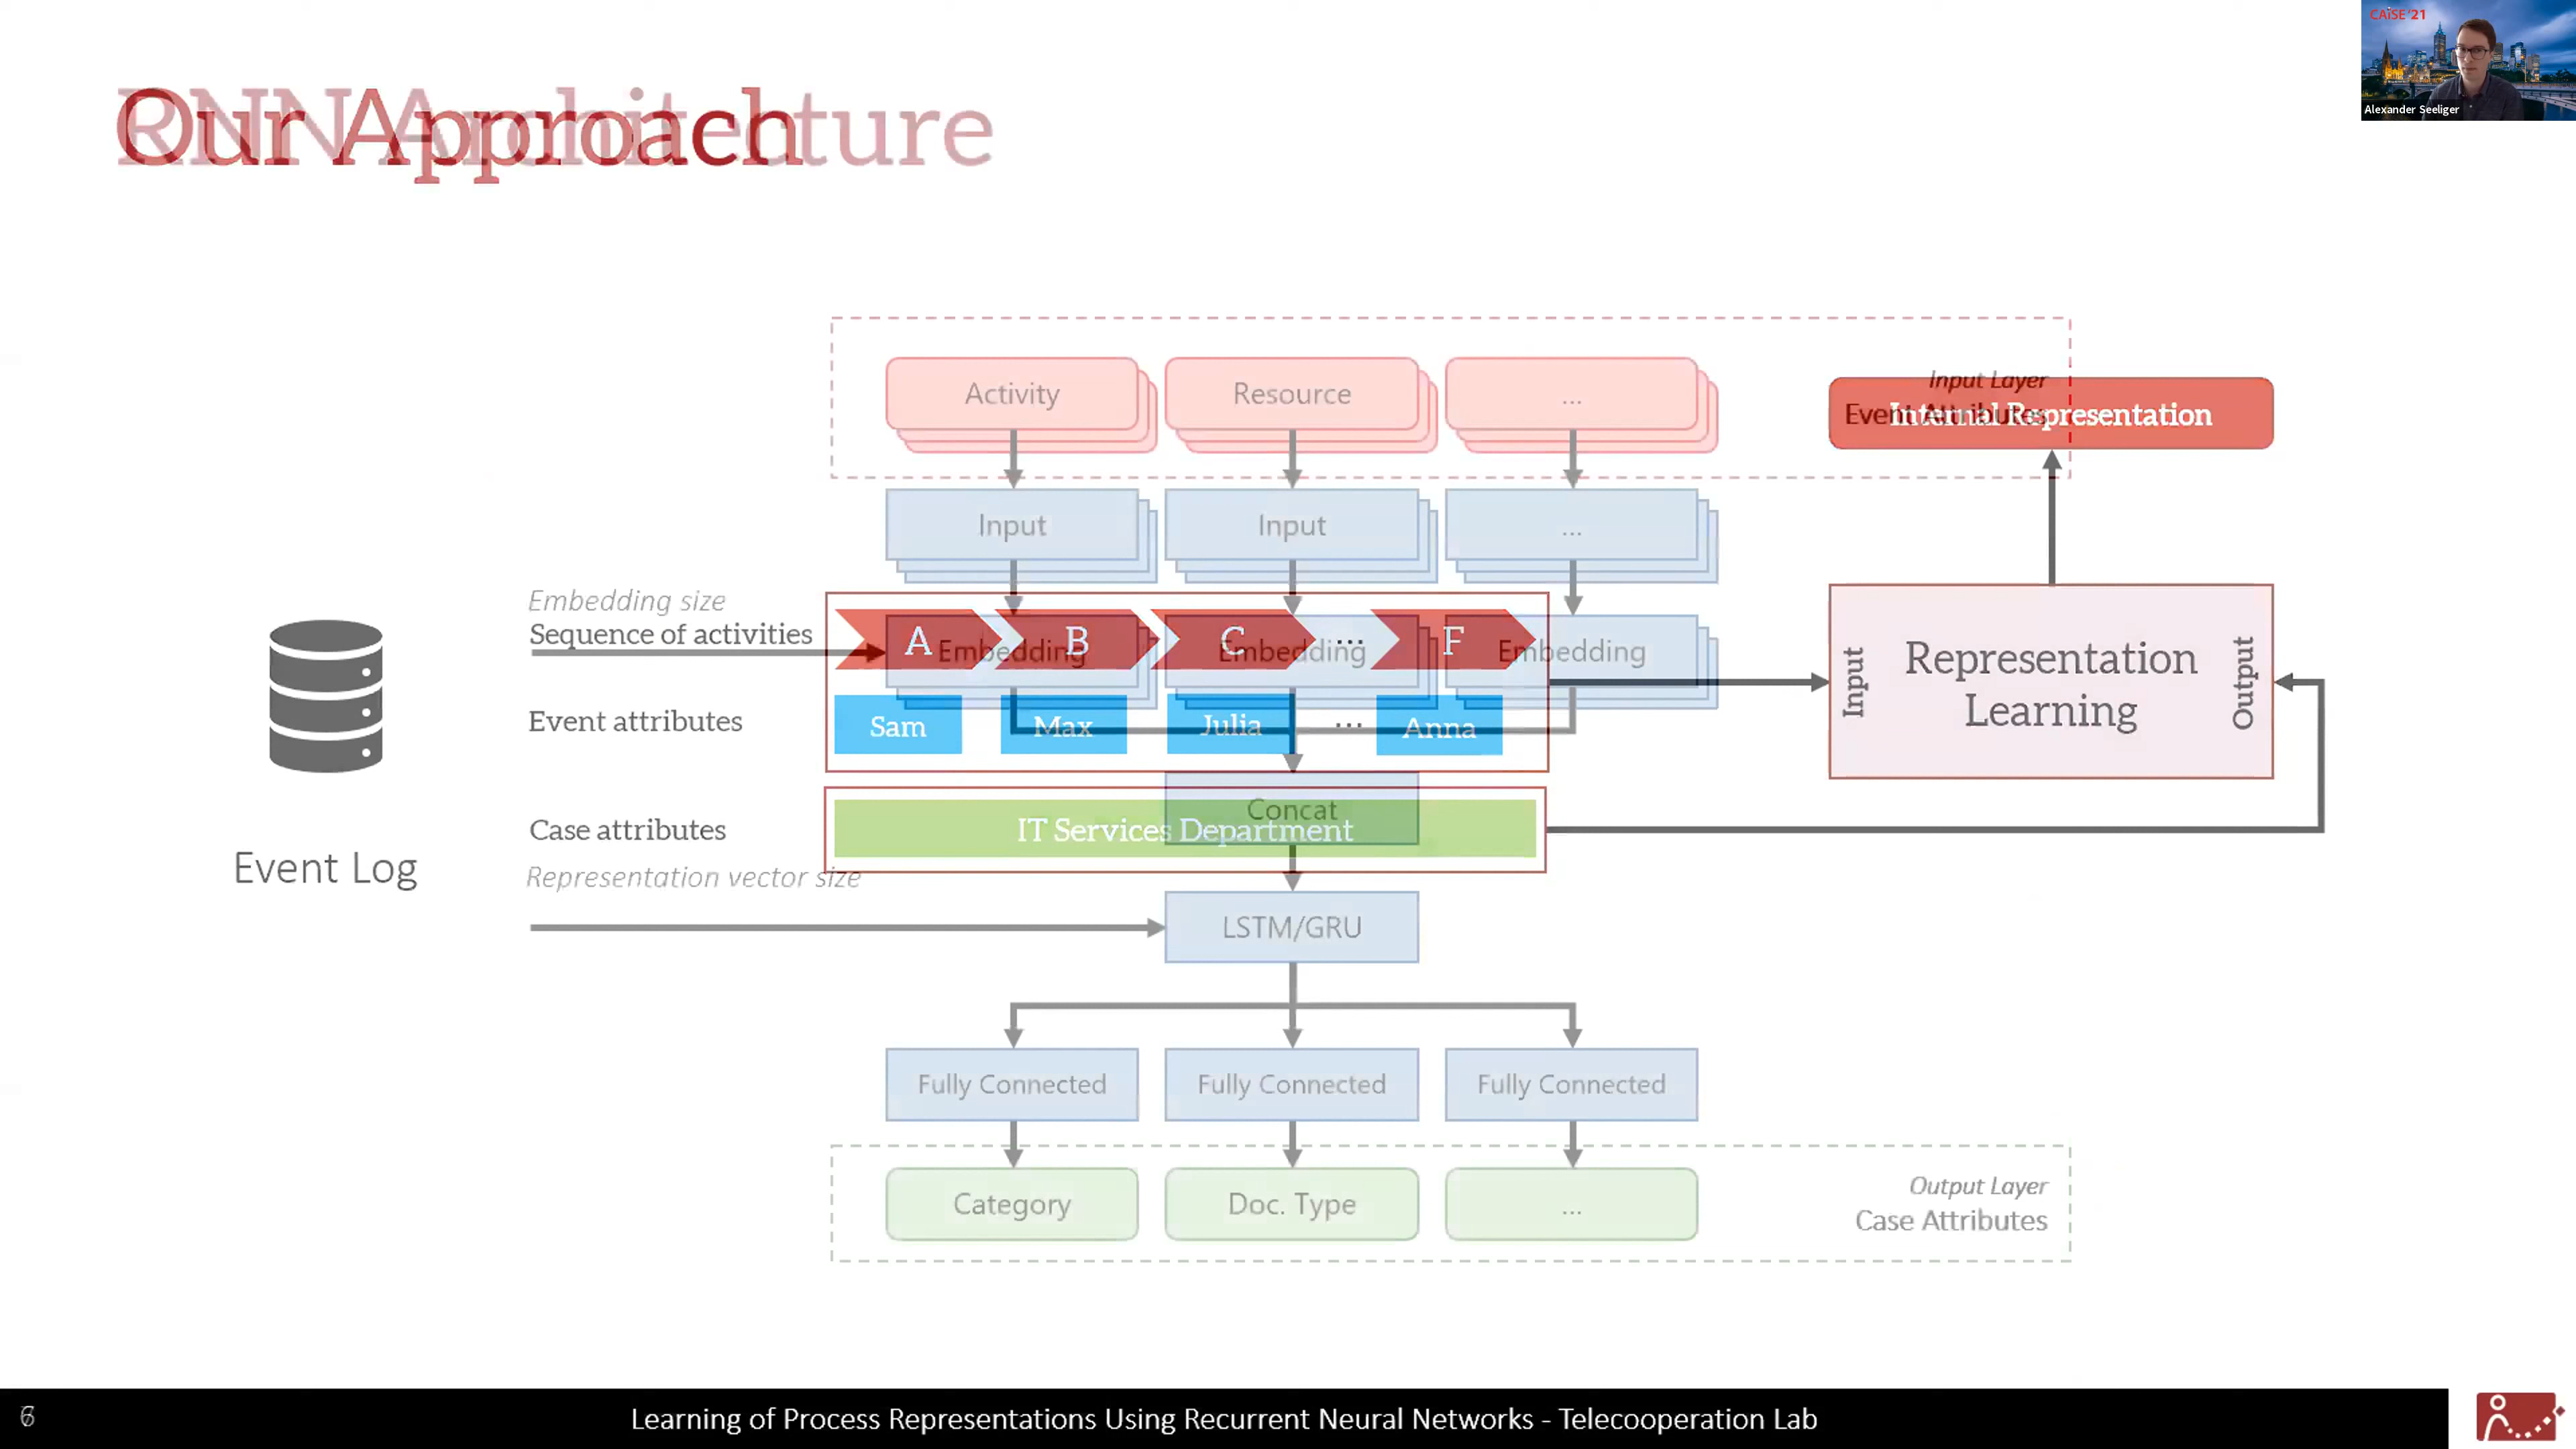 CAiSE '21
Alexander Seeliger
Our Approach
RNN Architecture
Activity
Resource
...
Input Layer
Event Attributes
Internal Representation
Input
Input
...
Embedding size
Sequence of activities
A
B
C
...
F
Embedding
Embedding
Embedding
Event attributes
Sam
Max
Julia
...
Anna
Input
Representation
Learning
Output
Concat
Case attributes
IT Services Department
Event Log
Representation vector size
LSTM/GRU
Fully Connected
Fully Connected
Fully Connected
Category
Doc. Type
...
Output Layer
Case Attributes
Learning of Process Representations Using Recurrent Neural Networks - Telecooperation Lab